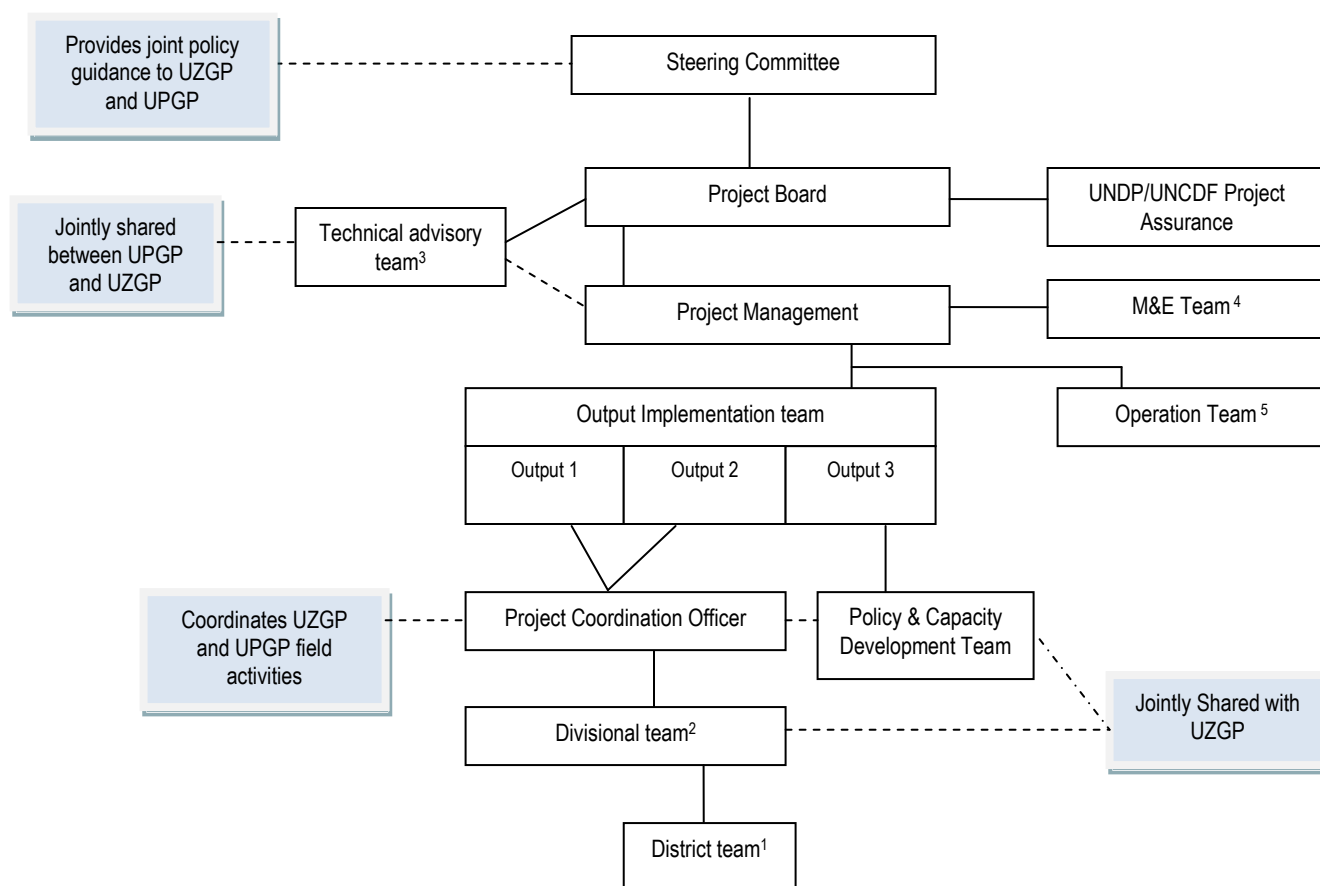 Provides joint policy
guidance to UZGP
and UPGP
Steering Committee
Project Board
UNDP/UNCDF Project
Assurance
Jointly shared
between UPGP
and UZGP
Technical advisory
team³
Project Management
M&E Team ⁴
Output Implementation team
Operation Team ⁵
Output 1
Output 2
Output 3
Coordinates UZGP
and UPGP field
activities
Project Coordination Officer
Policy & Capacity
Development Team
Jointly Shared with
UZGP
Divisional team²
District team¹